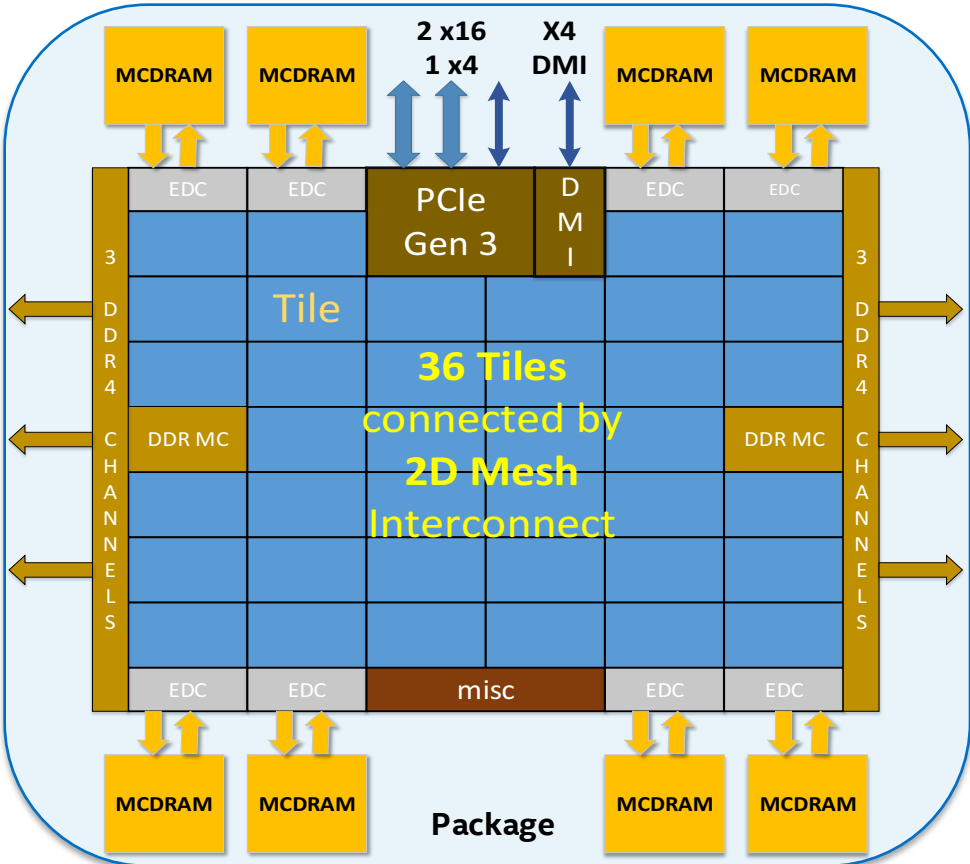 2 x16
1 x4
X4
DMI
MCDRAM
MCDRAM
MCDRAM
MCDRAM
EDC
EDC
PCIe
Gen 3
DMI
EDC
EDC
3 DDR4 CHANNELS
3 DDR4 CHANNELS
Tile
36 Tiles
connected by
2D Mesh
Interconnect
DDR MC
DDR MC
EDC
EDC
misc
EDC
EDC
MCDRAM
MCDRAM
MCDRAM
MCDRAM
Package